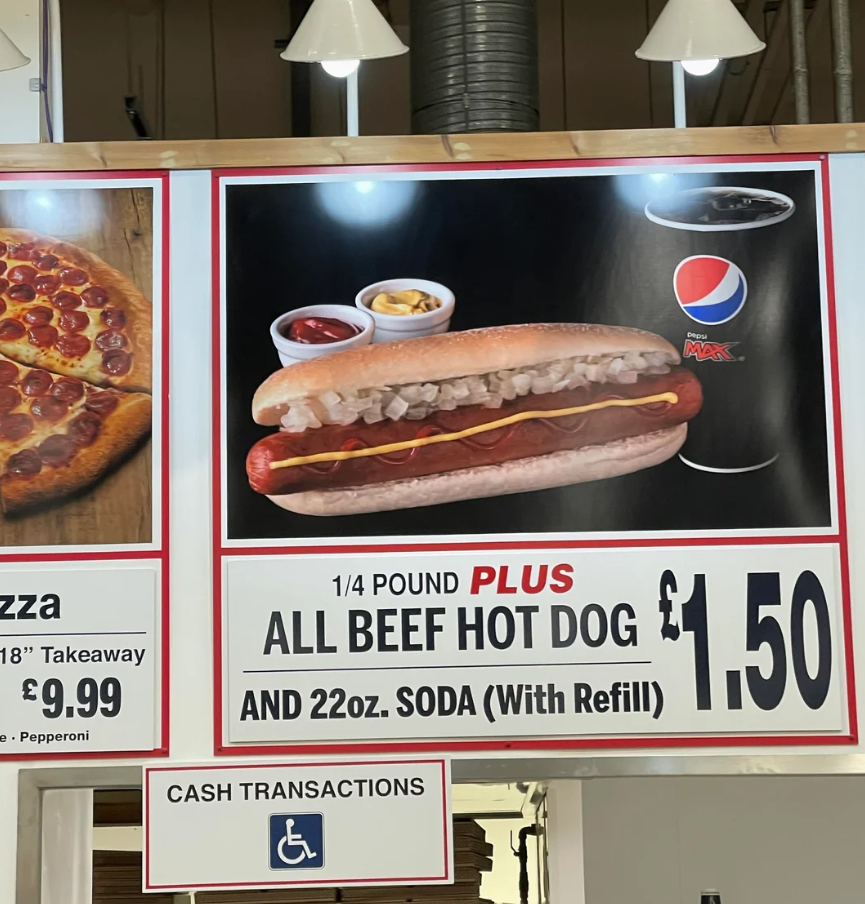 zza
18” Takeaway
£9.99
e · Pepperoni
pepsi
MAX
1/4 POUND PLUS
ALL BEEF HOT DOG
£1.50
AND 22oz. SODA (With Refill)
CASH TRANSACTIONS